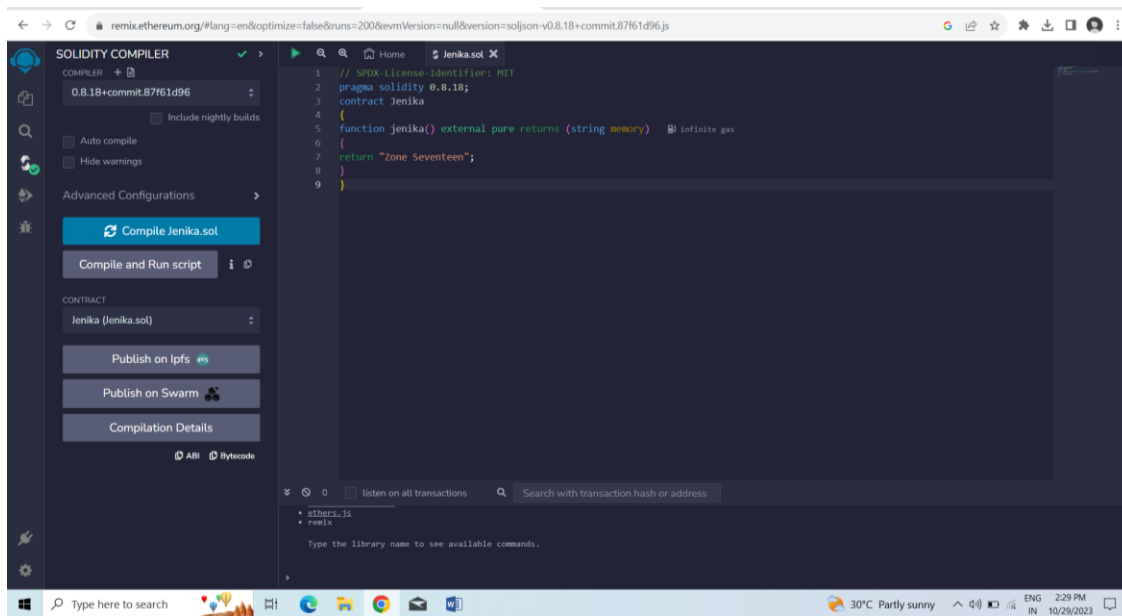 remix.ethereum.org/#lang=en&optimize=false&runs=200&evmVersion=null&version=soljson-v0.8.18+commit.87f61d96.js
SOLIDITY COMPILER
COMPILER
0.8.18+commit.87f61d96
Include nightly builds
Auto compile
Hide warnings
Advanced Configurations
Compile Jenika.sol
Compile and Run script
CONTRACT
Jenika (Jenika.sol)
Publish on Ipfs
Publish on Swarm
Compilation Details
ABI Bytecode
Home Jenika.sol
1 // SPDX-License-Identifier: MIT
2 pragma solidity 0.8.18;
3 contract Jenika
4 {
5 function jenika() external pure returns (string memory) infinite gas
6 {
7 return "Zone Seventeen";
8 }
9 }
0 listen on all transactions Search with transaction hash or address
• ethers.js
• remix
Type the library name to see available commands.
>
Type here to search
30°C Partly sunny
ENG
IN
2:29 PM
10/29/2023